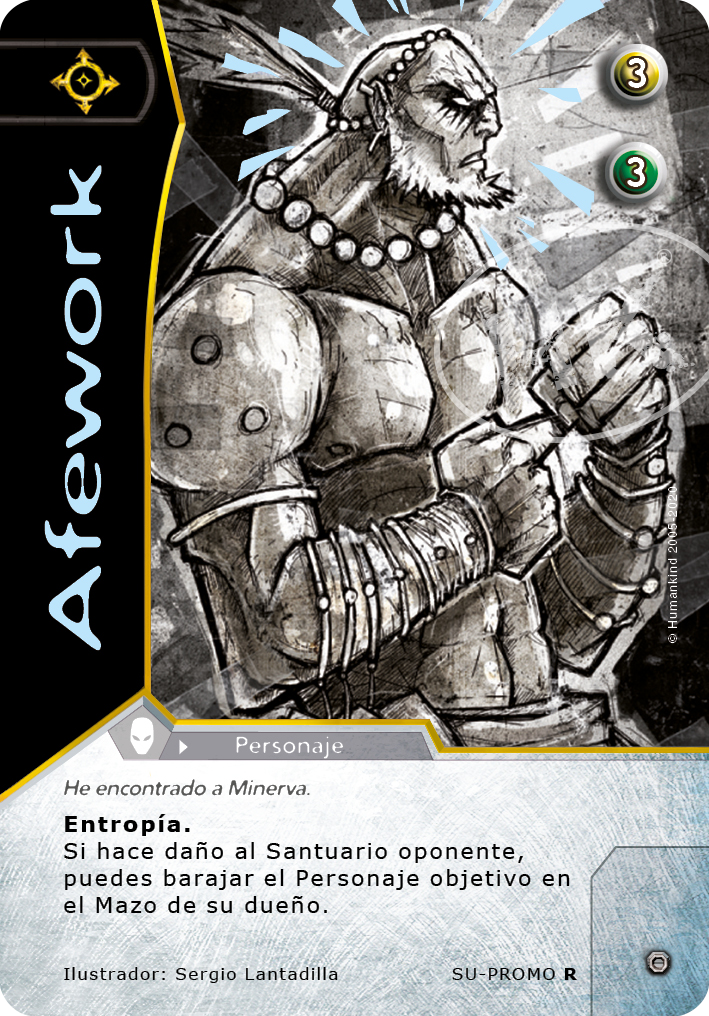 3
3
Afework
© Humankind 2005-2020
Personaje
He encontrado a Minerva.
Entropía.
Si hace daño al Santuario oponente,
puedes barajar el Personaje objetivo en
el Mazo de su dueño.
Ilustrador: Sergio Lantadilla
SU-PROMO R